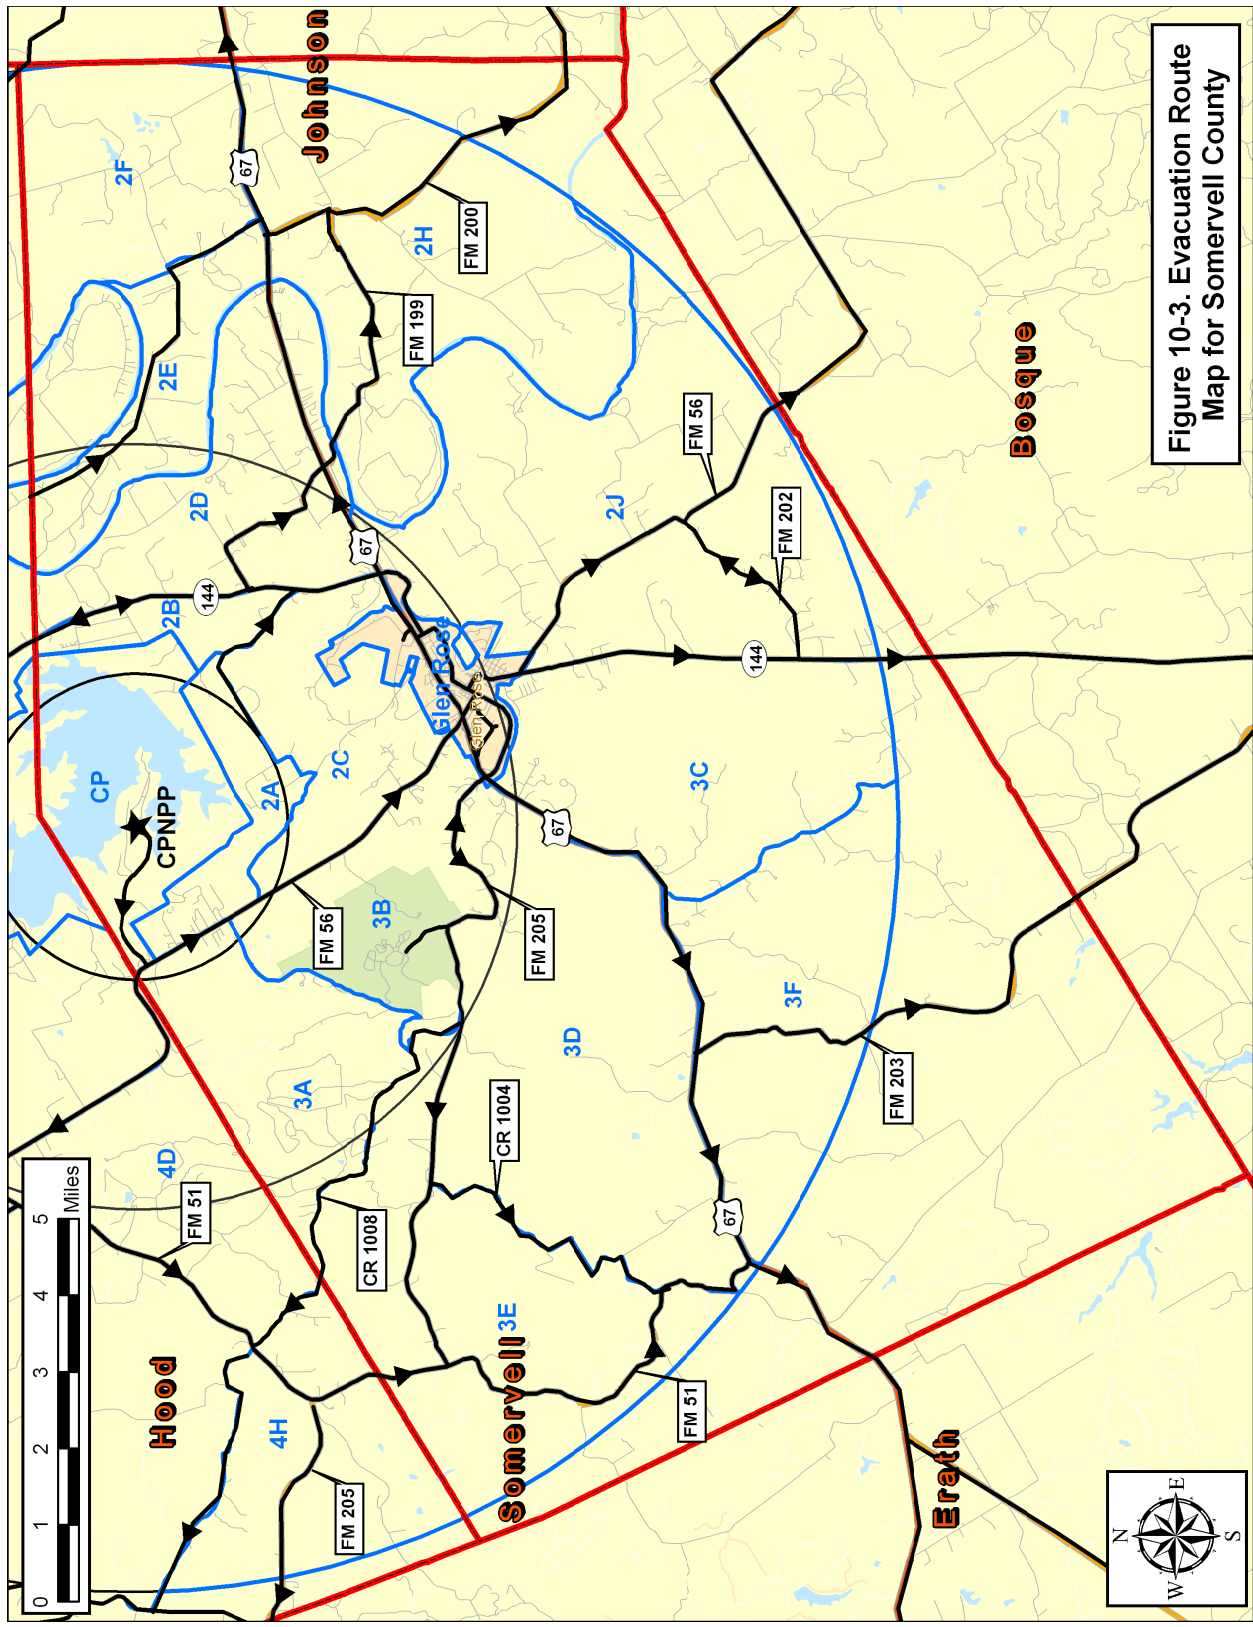 Hood
Somervell
Erath
Bosque
Johnson
CP
CPNPP
2A
2B
2C
2D
2E
2F
2H
2J
3A
3B
3C
3D
3E
3F
4D
4H
Glen Rose
Glen Rose
FM 51
FM 51
FM 56
FM 56
FM 199
FM 200
FM 202
FM 203
FM 205
FM 205
CR 1004
CR 1008
67
67
67
67
144
144
0 1 2 3 4 5
Miles
N
W E
S
Figure 10-3. Evacuation Route
Map for Somervell County